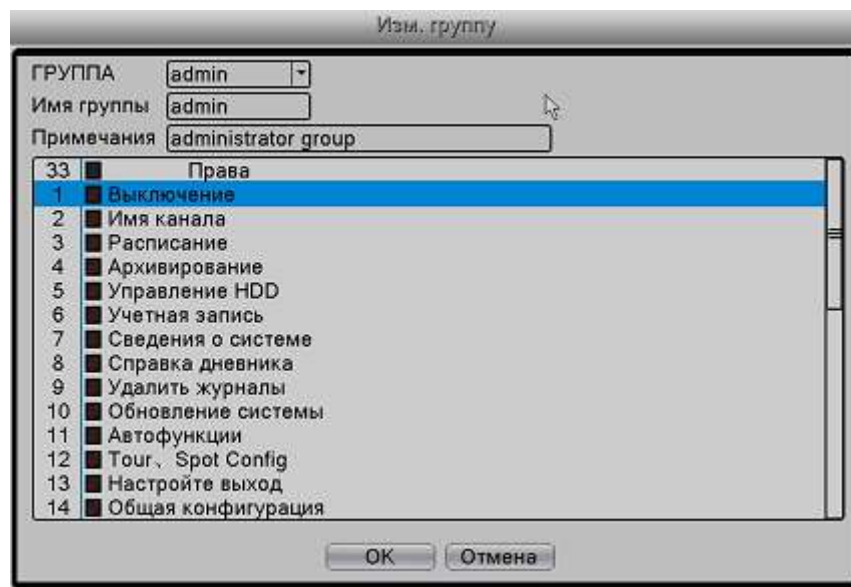 Изм. группу
ГРУППА admin
Имя группы admin
Примечания administrator group
33 Права
1 Выключение
2 Имя канала
3 Расписание
4 Архивирование
5 Управление HDD
6 Учетная запись
7 Сведения о системе
8 Справка дневника
9 Удалить журналы
10 Обновление системы
11 Автофункции
12 Tour、Spot Config
13 Настройте выход
14 Общая конфигурация
OK Отмена